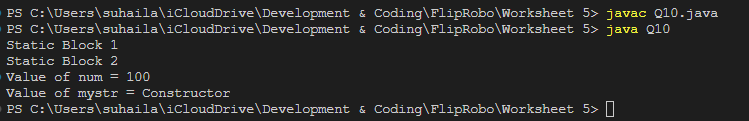 PS C:\Users\suhaila\iCloudDrive\Development & Coding\FlipRobo\Worksheet 5> javac Q10.java
PS C:\Users\suhaila\iCloudDrive\Development & Coding\FlipRobo\Worksheet 5> java Q10
Static Block 1
Static Block 2
Value of num = 100
Value of mystr = Constructor
PS C:\Users\suhaila\iCloudDrive\Development & Coding\FlipRobo\Worksheet 5>